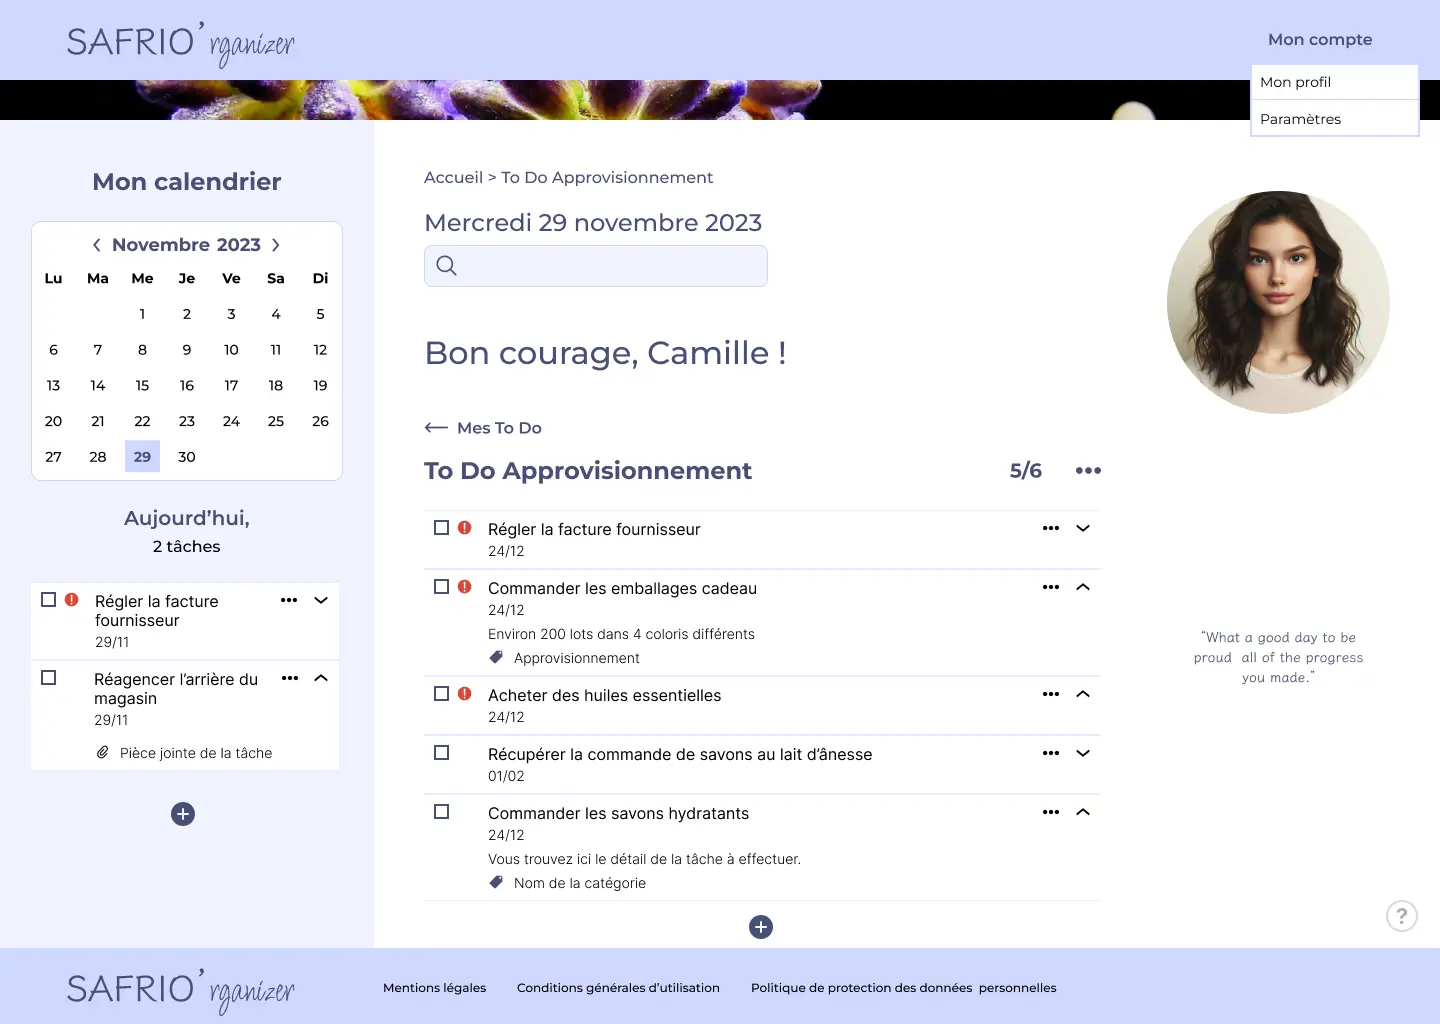 SAFRIO'rganizer
Mon compte
Mon profil
Paramètres
Mon calendrier
Novembre 2023
Lu Ma Me Je Ve Sa Di
1 2 3 4 5
6 7 8 9 10 11 12
13 14 15 16 17 18 19
20 21 22 23 24 25 26
27 28 29 30
Aujourd’hui,
2 tâches
Régler la facture
fournisseur
29/11
Réagencer l’arrière du
magasin
29/11
Pièce jointe de la tâche
Accueil > To Do Approvisionnement
Mercredi 29 novembre 2023
Bon courage, Camille !
Mes To Do
To Do Approvisionnement 5/6
Régler la facture fournisseur
24/12
Commander les emballages cadeau
24/12
Environ 200 lots dans 4 coloris différents
Approvisionnement
Acheter des huiles essentielles
24/12
Récupérer la commande de savons au lait d’ânesse
01/02
Commander les savons hydratants
24/12
Vous trouvez ici le détail de la tâche à effectuer.
Nom de la catégorie
“What a good day to be
proud all of the progress
you made.”
?
SAFRIO'rganizer
Mentions légales Conditions générales d’utilisation Politique de protection des données personnelles